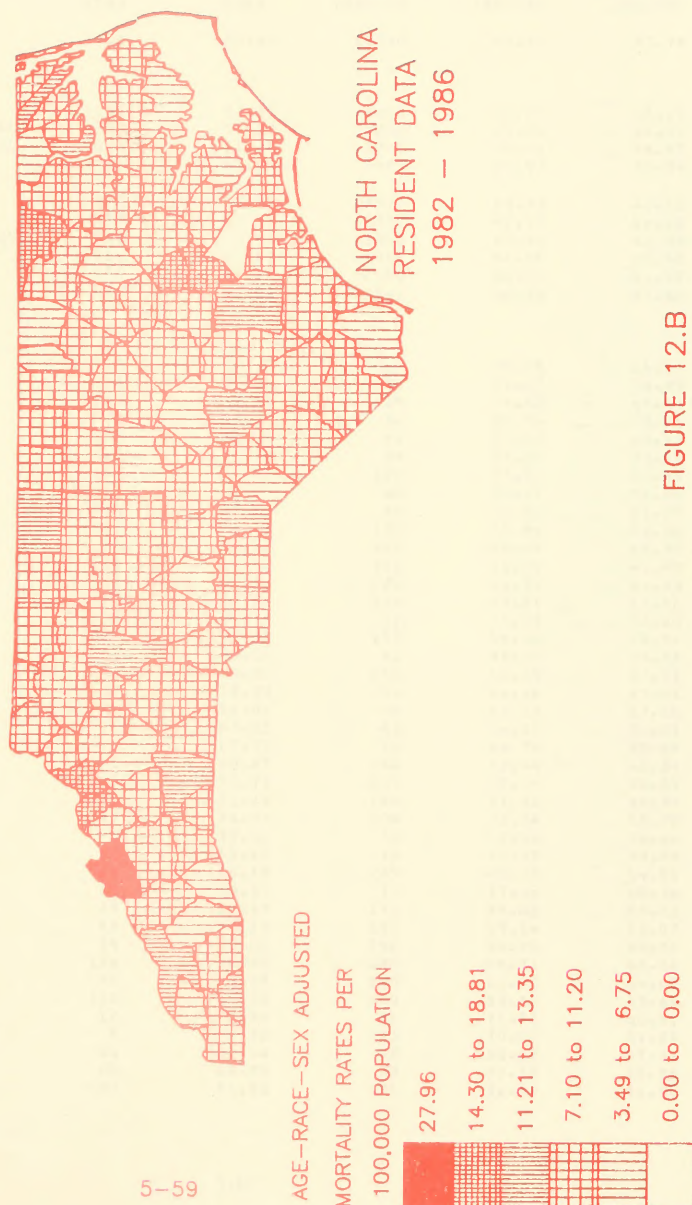 NORTH CAROLINA
RESIDENT DATA
1982 – 1986
AGE–RACE–SEX ADJUSTED
MORTALITY RATES PER
100,000 POPULATION
27.96
14.30 to 18.81
11.21 to 13.35
7.10 to 11.20
3.49 to 6.75
0.00 to 0.00
FIGURE 12.B
5–59